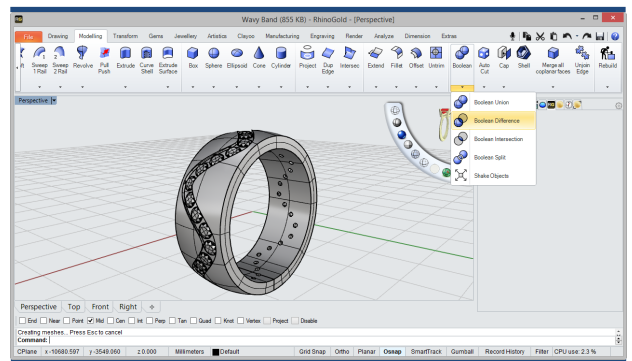 RG
Wavy Band (855 KB) - RhinoGold - [Perspective]
File Drawing Modelling Transform Gems Jewellery Artistics Clayoo Manufacturing Engraving Render Analyze Dimension Extras
ft Sweep 1 Rail Sweep 2 Rail Revolve Pull Push Extrude Curve Shell Extrude Surface Box Sphere Ellipsoid Cone Cylinder Project Dup Edge Intersec Extend Fillet Offset Untrim Boolean Auto Cut Cap Shell Merge all coplanar faces Unjoin Edge Rebuild
Perspective
Boolean Union
Boolean Difference
Boolean Intersection
Boolean Split
Shake Objects
Perspective Top Front Right
End Near Point Mid Cen Int Perp Tan Quad Knot Vertex Project Disable
Creating meshes... Press Esc to cancel
Command:
CPlane x -10680.597 y -3549.060 z 0.000 Millimeters Default Grid Snap Ortho Planar Osnap SmartTrack Gumball Record History Filter CPU use: 2.3 %